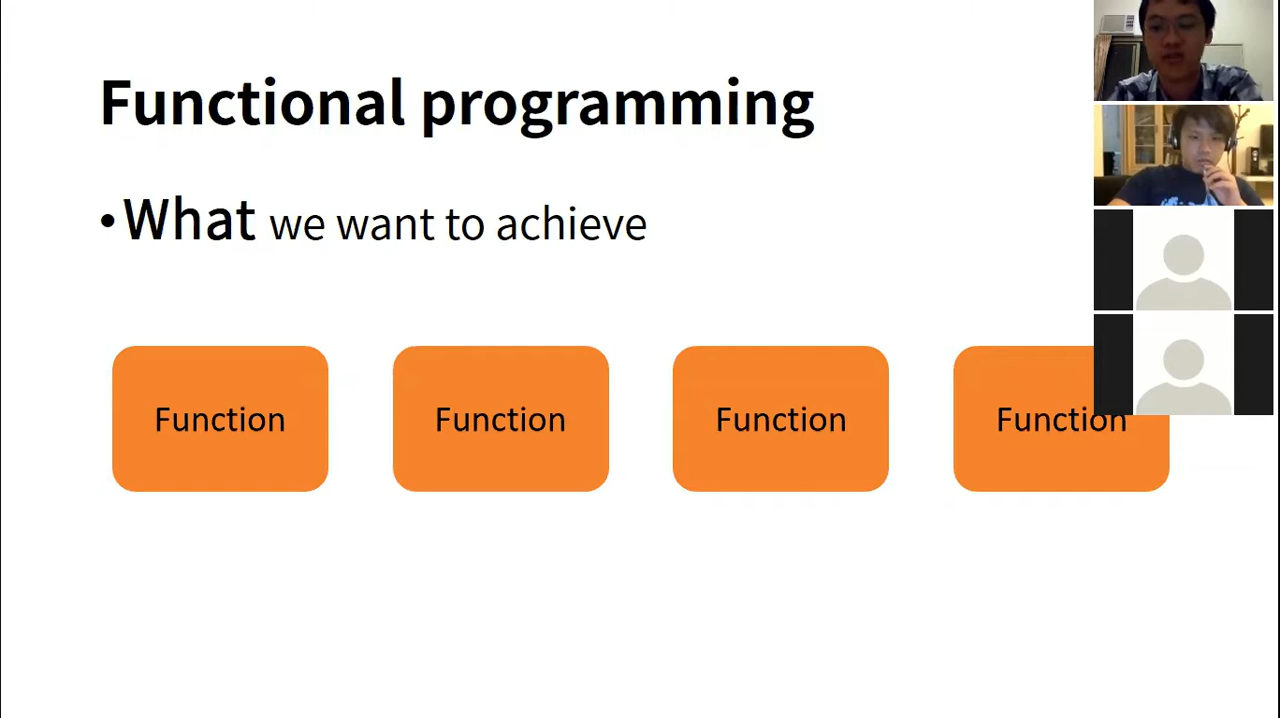 Functional programming
• What we want to achieve
Function Function Function Function